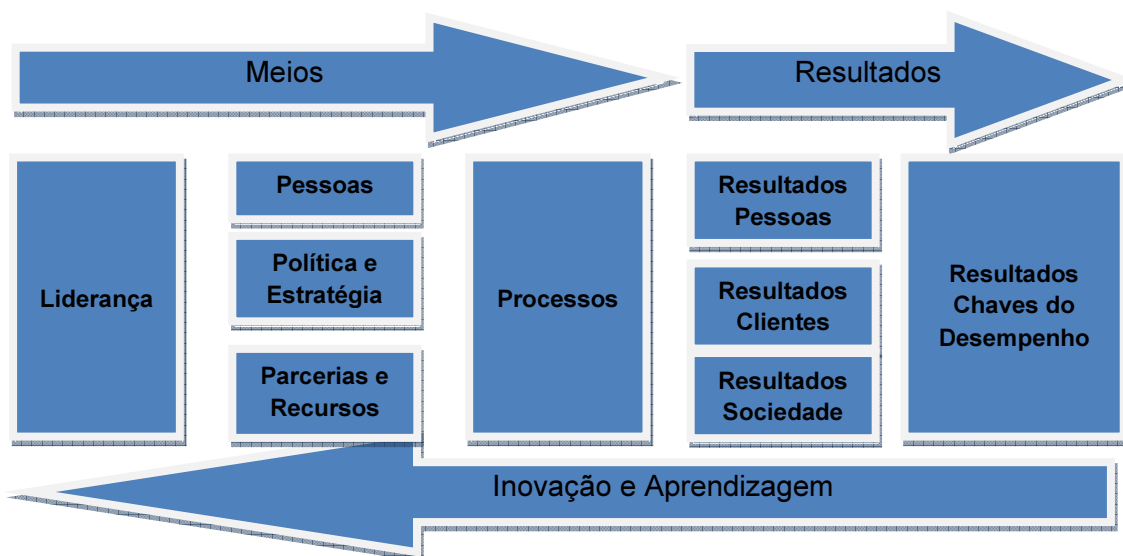 Meios
Resultados
Liderança
Pessoas
Política e
Estratégia
Parcerias e
Recursos
Processos
Resultados
Pessoas
Resultados
Clientes
Resultados
Sociedade
Resultados
Chaves do
Desempenho
Inovação e Aprendizagem